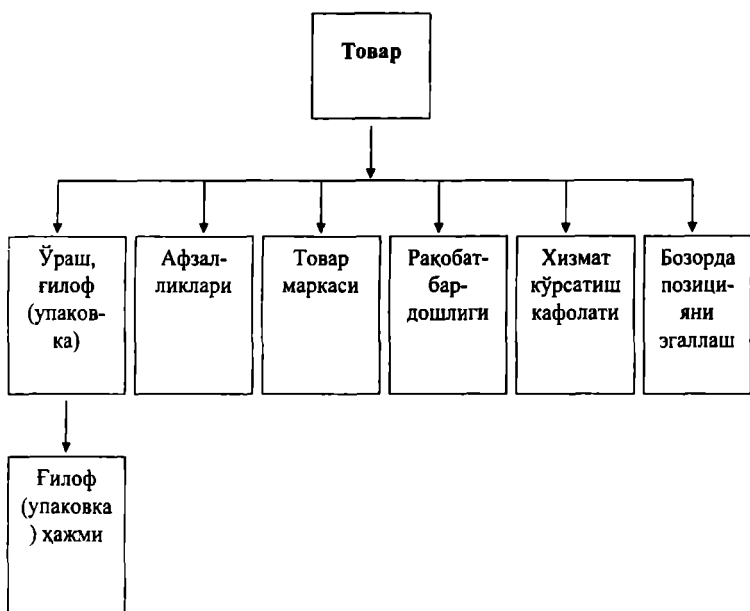 Товар
Ўраш,
ғилоф
(упаков-
ка)
Афзал-
ликлари
Товар
маркаси
Рақобат-
бар-
дошлиги
Хизмат
кўрсатиш
кафолати
Бозорда
позици-
яни
эгаллаш
Ғилоф
(упаковка
) ҳажми